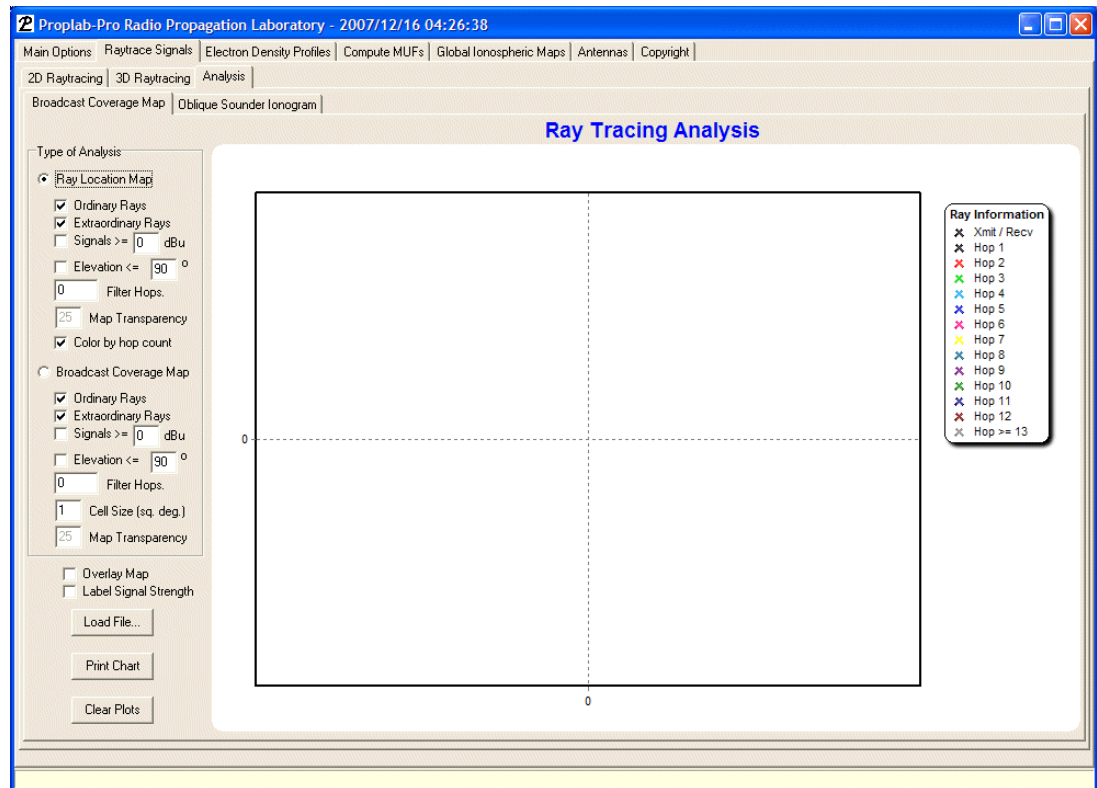 Proplab-Pro Radio Propagation Laboratory - 2007/12/16 04:26:38
Main Options Raytrace Signals Electron Density Profiles Compute MUFs Global Ionospheric Maps Antennas Copyright
2D Raytracing 3D Raytracing Analysis
Broadcast Coverage Map Oblique Sounder Ionogram
Ray Tracing Analysis
Type of Analysis
Ray Location Map
Ordinary Rays
Extraordinary Rays
Signals >= 0 dBu
Elevation <= 90 º
0 Filter Hops.
25 Map Transparency
Color by hop count
Broadcast Coverage Map
Ordinary Rays
Extraordinary Rays
Signals >= 0 dBu
Elevation <= 90 º
0 Filter Hops.
1 Cell Size (sq. deg.)
25 Map Transparency
Overlay Map
Label Signal Strength
Load File...
Print Chart
Clear Plots
0
0
Ray Information
Xmit / Recv
Hop 1
Hop 2
Hop 3
Hop 4
Hop 5
Hop 6
Hop 7
Hop 8
Hop 9
Hop 10
Hop 11
Hop 12
Hop >= 13